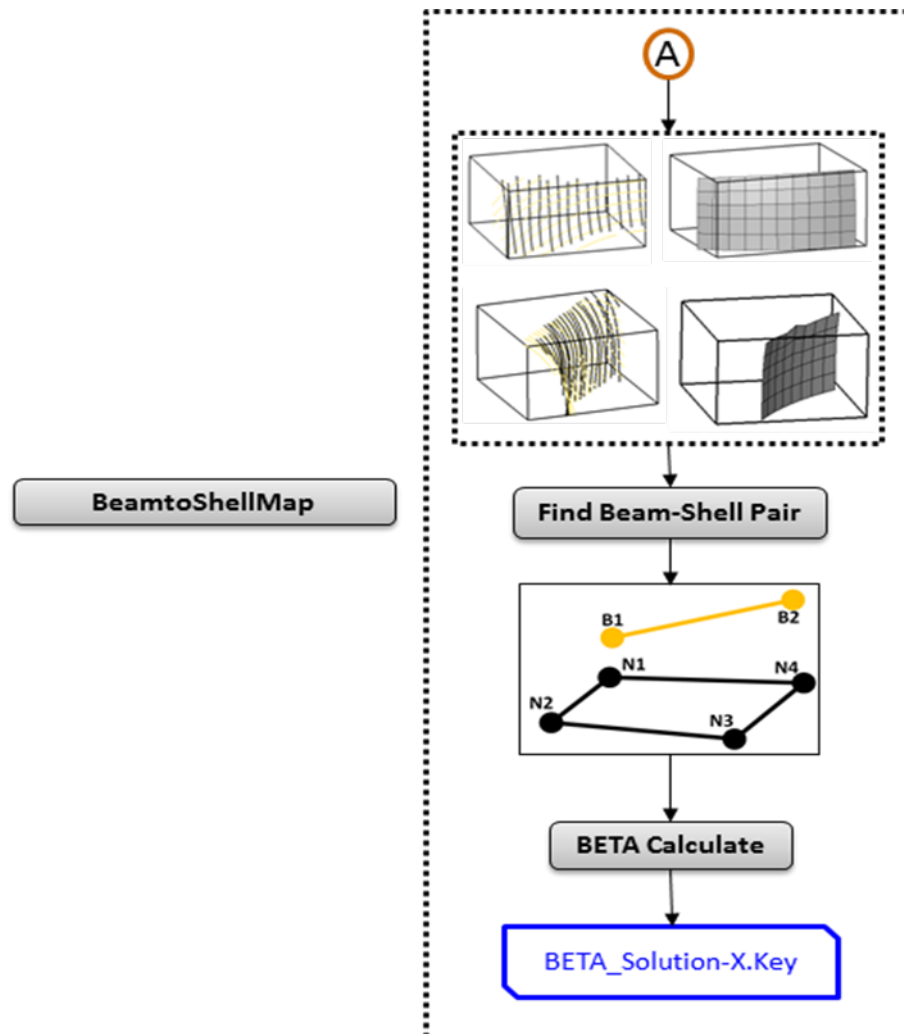 A
BeamtoShellMap
Find Beam-Shell Pair
B1
B2
N1
N4
N2
N3
BETA Calculate
BETA_Solution-X.Key